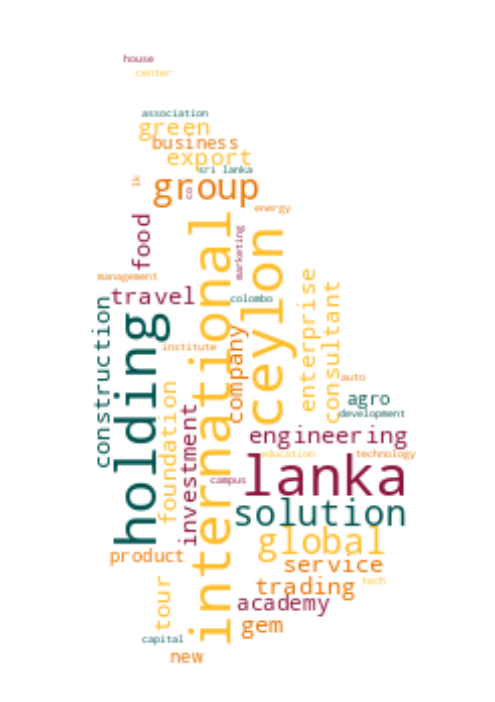 house
center
association
green
business
export
sri lanka
lk
co
group
energy
food
marketing
international
ceylon
management
travel
colombo
construction
holding
enterprise
consultant
institute
company
auto
agro
development
foundation
investment
engineering
education
technology
lanka
campus
solution
global
product
service
tech
trading
tour
academy
gem
capital
new